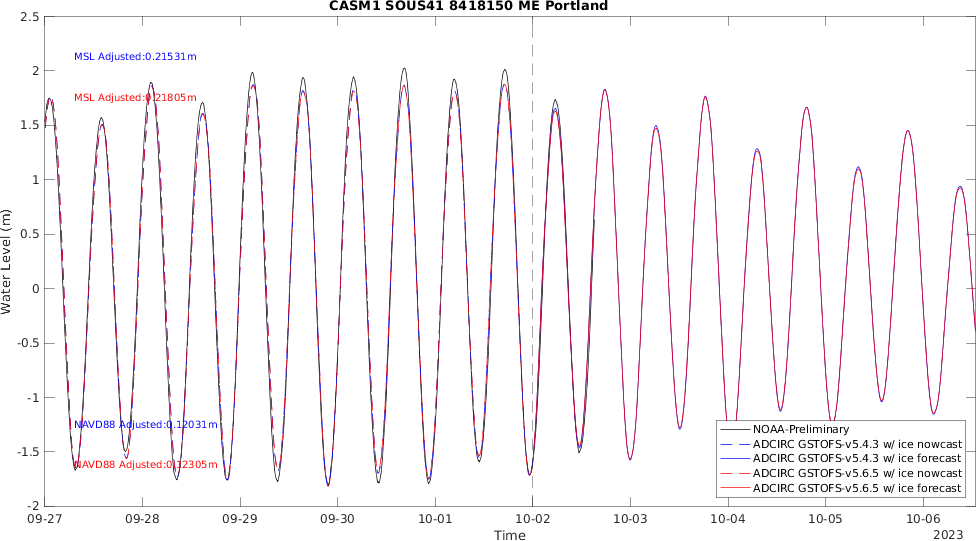 CASM1 SOUS41 8418150 ME Portland
2.5
2
1.5
1
0.5
0
-0.5
-1
-1.5
-2
Water Level (m)
MSL Adjusted:0.21531m
MSL Adjusted:0.21805m
NAVD88 Adjusted:0.12031m
NAVD88 Adjusted:0.12305m
NOAA-Preliminary
ADCIRC GSTOFS-v5.4.3 w/ ice nowcast
ADCIRC GSTOFS-v5.4.3 w/ ice forecast
ADCIRC GSTOFS-v5.6.5 w/ ice nowcast
ADCIRC GSTOFS-v5.6.5 w/ ice forecast
09-27 09-28 09-29 09-30 10-01 10-02 10-03 10-04 10-05 10-06
Time
2023